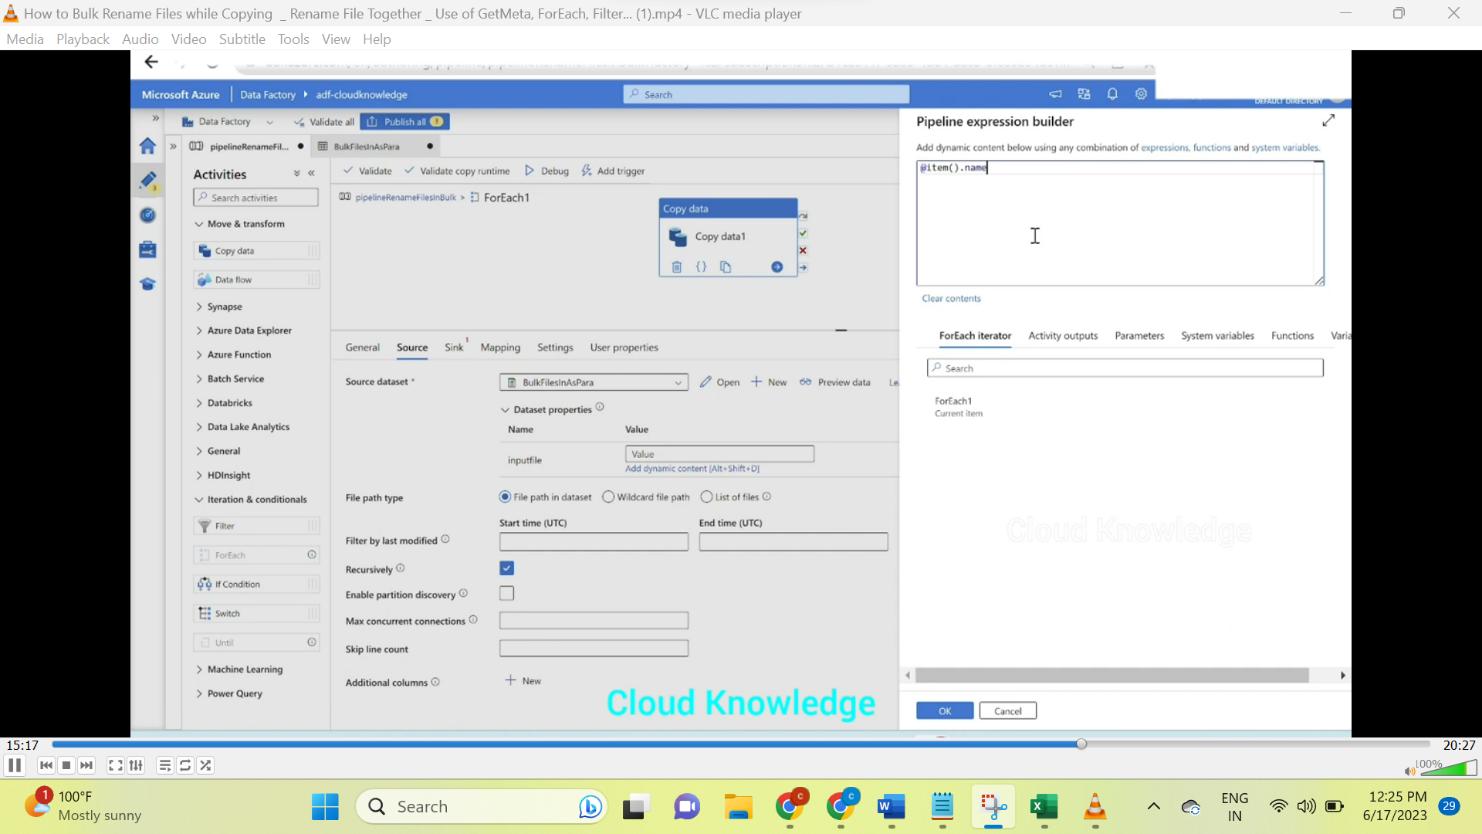 How to Bulk Rename Files while Copying _ Rename File Together _ Use of GetMeta, ForEach, Filter... (1).mp4 - VLC media player
Media Playback Audio Video Subtitle Tools View Help
Microsoft Azure Data Factory adf-cloudknowledge Search
DEFAULT DIRECTORY
Data Factory Validate all Publish all
pipelineRenameFil... BulkFilesInAsPara
Activities
Search activities
Move & transform
Copy data
Data flow
Synapse
Azure Data Explorer
Azure Function
Batch Service
Databricks
Data Lake Analytics
General
HDInsight
Iteration & conditionals
Filter
ForEach
If Condition
Switch
Until
Machine Learning
Power Query
Validate Validate copy runtime Debug Add trigger
pipelineRenameFilesInBulk > ForEach1
Copy data
Copy data1
General Source Sink 1 Mapping Settings User properties
Source dataset * BulkFilesInAsPara Open New Preview data Le
Dataset properties
Name Value
inputfile Value
Add dynamic content [Alt+Shift+D]
File path type File path in dataset Wildcard file path List of files
Start time (UTC) End time (UTC)
Filter by last modified
Recursively
Enable partition discovery
Max concurrent connections
Skip line count
Additional columns New
Pipeline expression builder
Add dynamic content below using any combination of expressions, functions and system variables.
@item().name
Clear contents
ForEach iterator Activity outputs Parameters System variables Functions Varia
Search
ForEach1
Current item
Cloud Knowledge
Cloud Knowledge
OK Cancel
15:17 20:27
100%
1
100°F
Mostly sunny
Search
C C
ENG
IN
12:25 PM
6/17/2023
29